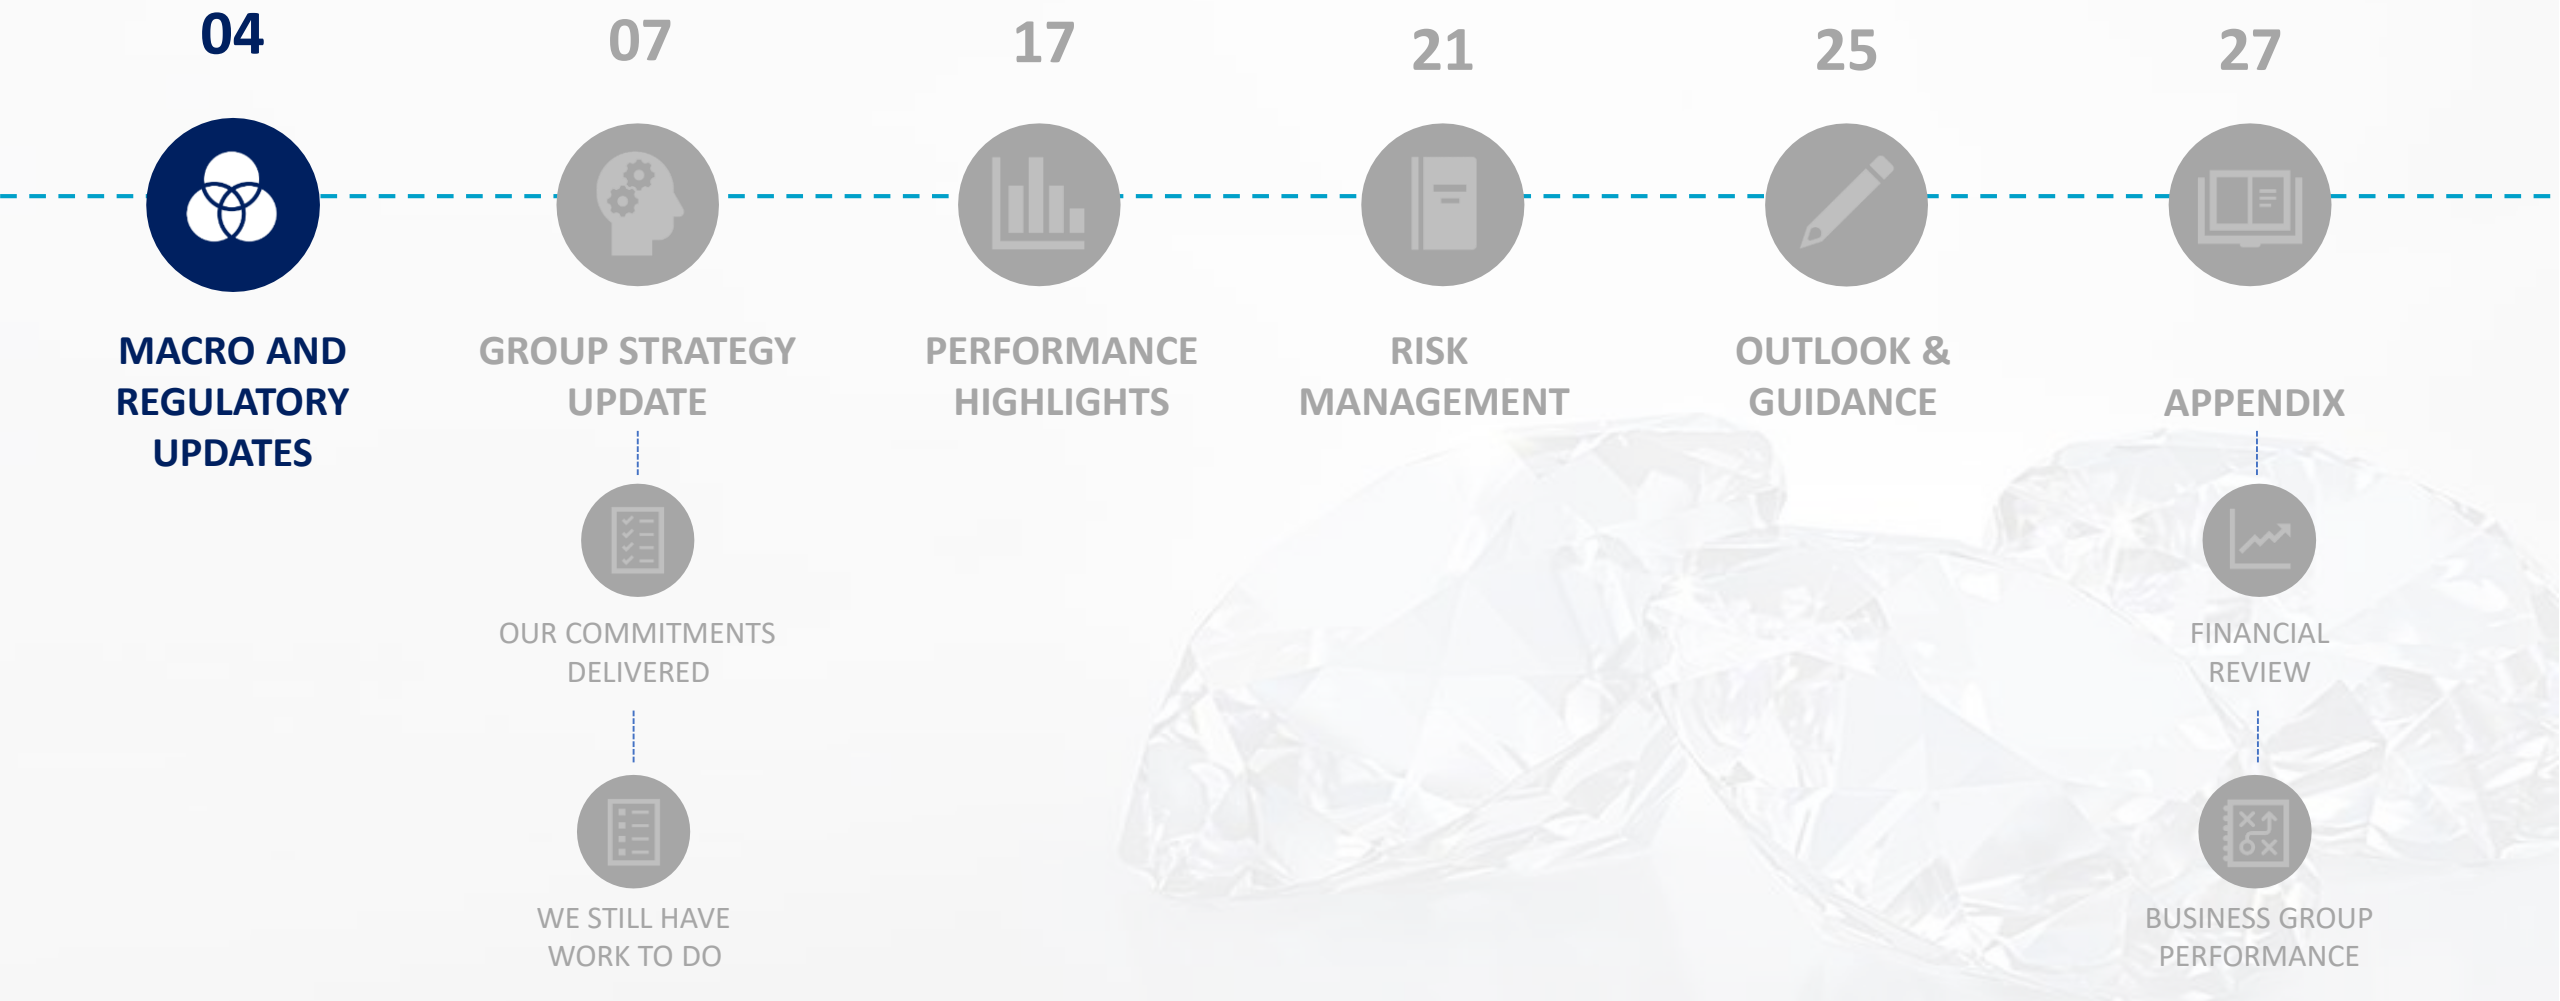 04
MACRO AND
REGULATORY
UPDATES
07
GROUP STRATEGY
UPDATE
OUR COMMITMENTS
DELIVERED
WE STILL HAVE
WORK TO DO
17
PERFORMANCE
HIGHLIGHTS
21
RISK
MANAGEMENT
25
OUTLOOK &
GUIDANCE
27
APPENDIX
FINANCIAL
REVIEW
BUSINESS GROUP
PERFORMANCE